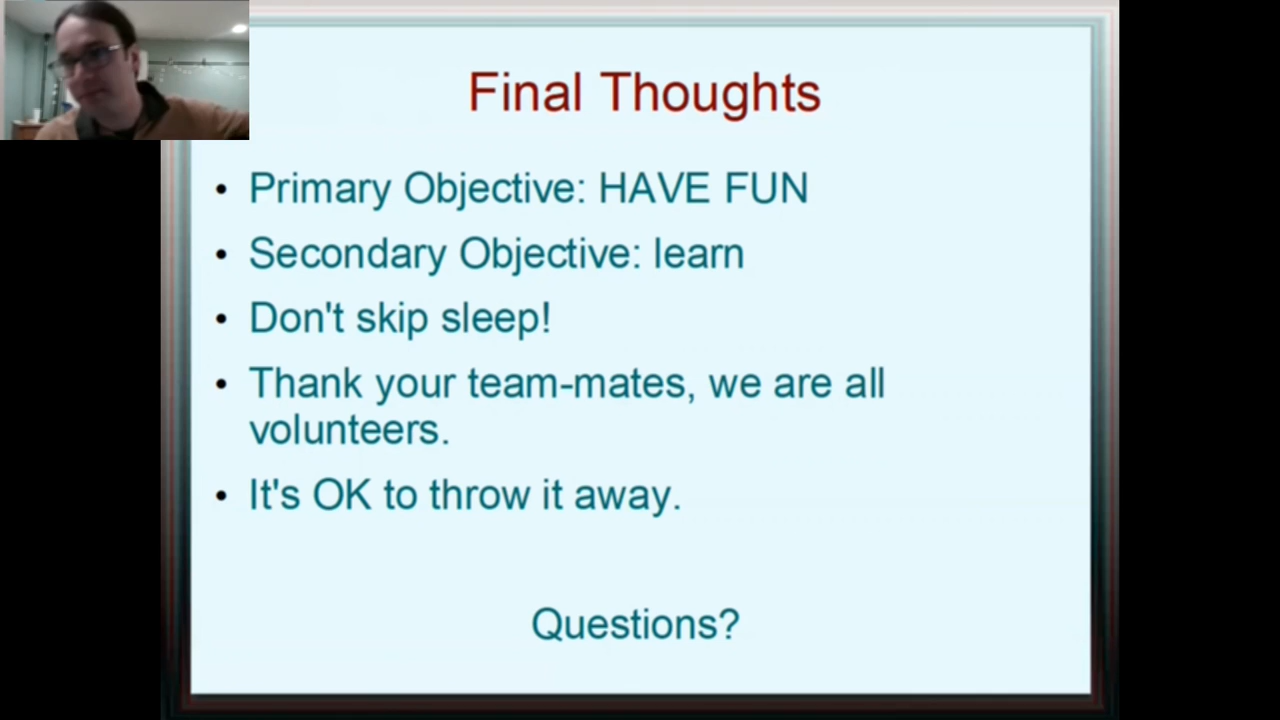 Final Thoughts
• Primary Objective: HAVE FUN
• Secondary Objective: learn
• Don't skip sleep!
• Thank your team-mates, we are all
volunteers.
• It's OK to throw it away.
Questions?